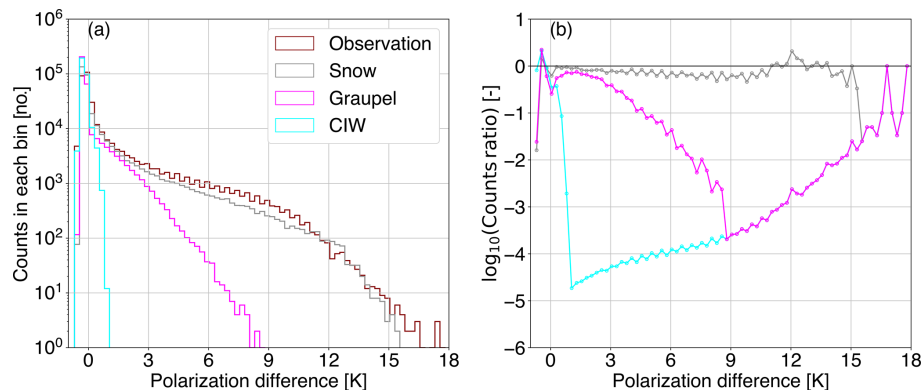 (a)
10^6
10^5
10^4
10^3
10^2
10^1
10^0
Counts in each bin [no.]
Observation
Snow
Graupel
CIW
0 3 6 9 12 15 18
Polarization difference [K]
(b)
1
0
−1
−2
−3
−4
−5
−6
log₁₀(Counts ratio) [-]
0 3 6 9 12 15 18
Polarization difference [K]